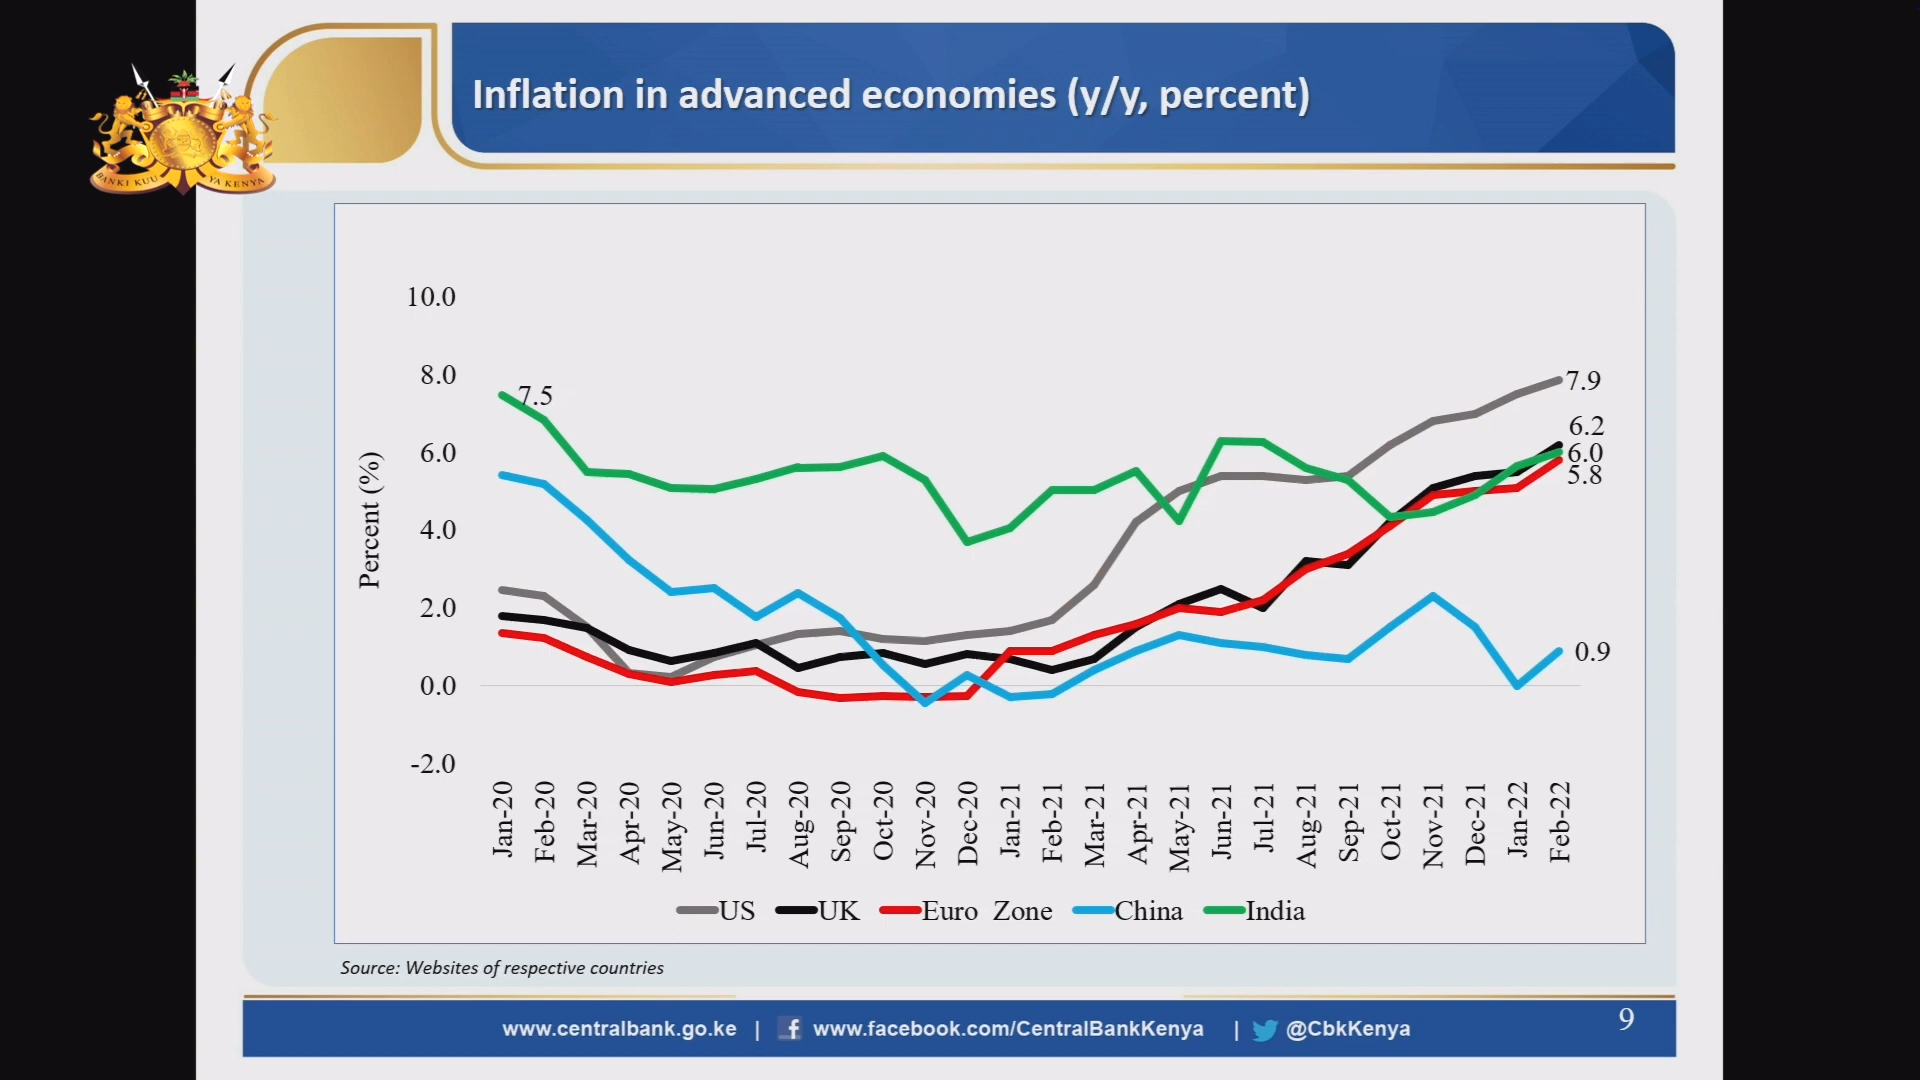 Inflation in advanced economies (y/y, percent)
BANKI KUU YA KENYA
10.0
8.0
6.0
4.0
2.0
0.0
-2.0
Percent (%)
7.5
7.9
6.2
6.0
5.8
0.9
Jan-20
Feb-20
Mar-20
Apr-20
May-20
Jun-20
Jul-20
Aug-20
Sep-20
Oct-20
Nov-20
Dec-20
Jan-21
Feb-21
Mar-21
Apr-21
May-21
Jun-21
Jul-21
Aug-21
Sep-21
Oct-21
Nov-21
Dec-21
Jan-22
Feb-22
US UK Euro Zone China India
Source: Websites of respective countries
www.centralbank.go.ke | f www.facebook.com/CentralBankKenya | @CbkKenya
9